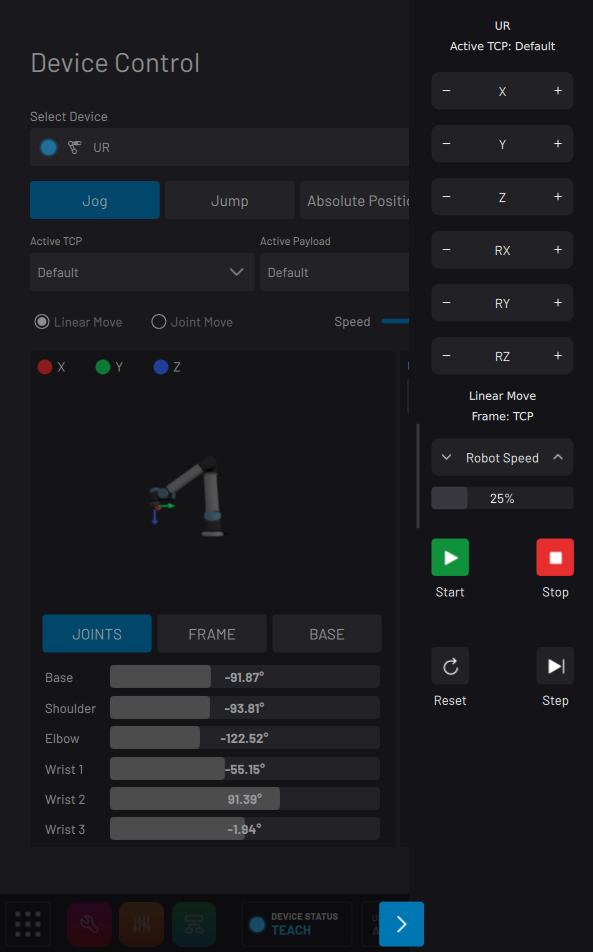 Device Control
Select Device
UR
Jog
Jump
Absolute Positi
Active TCP
Active Payload
Default
Default
Linear Move
Joint Move
Speed
X
Y
Z
JOINTS
FRAME
BASE
Base
-91.87°
Shoulder
-93.81°
Elbow
-122.52°
Wrist 1
-55.15°
Wrist 2
91.39°
Wrist 3
-1.94°
DEVICE STATUS
TEACH
UR
Active TCP: Default
− X +
− Y +
− Z +
− RX +
− RY +
− RZ +
Linear Move
Frame: TCP
Robot Speed
25%
Start
Stop
Reset
Step